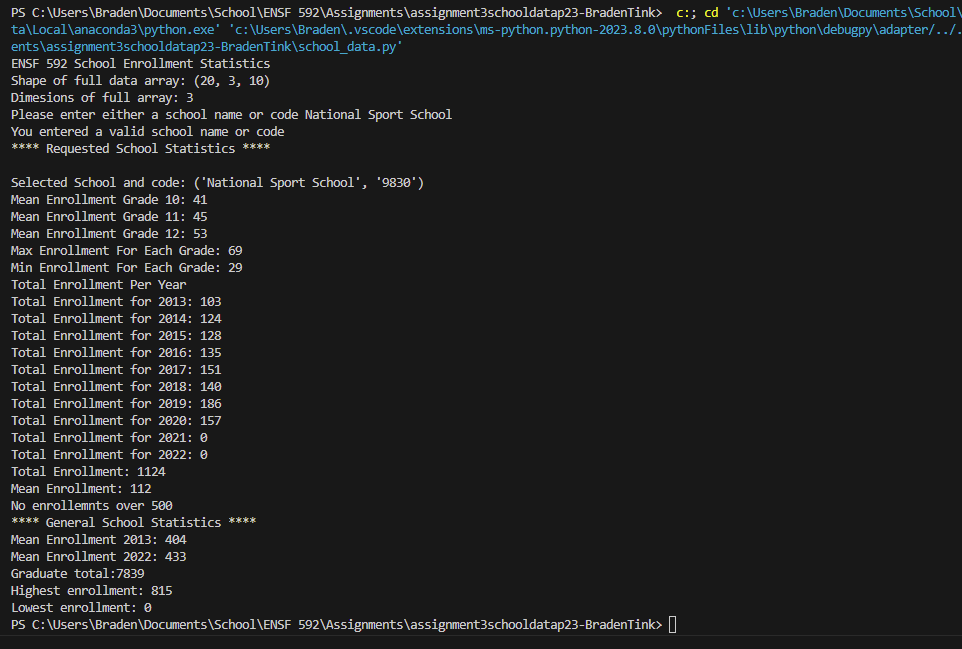 PS C:\Users\Braden\Documents\School\ENSF 592\Assignments\assignment3schooldatap23-BradenTink>  c:; cd 'c:\Users\Braden\Documents\School\
ta\Local\anaconda3\python.exe' 'c:\Users\Braden\.vscode\extensions\ms-python.python-2023.8.0\pythonFiles\lib\python\debugpy\adapter/../.
ents\assignment3schooldatap23-BradenTink\school_data.py'
ENSF 592 School Enrollment Statistics
Shape of full data array: (20, 3, 10)
Dimesions of full array: 3
Please enter either a school name or code National Sport School
You entered a valid school name or code
**** Requested School Statistics ****

Selected School and code: ('National Sport School', '9830')
Mean Enrollment Grade 10: 41
Mean Enrollment Grade 11: 45
Mean Enrollment Grade 12: 53
Max Enrollment For Each Grade: 69
Min Enrollment For Each Grade: 29
Total Enrollment Per Year
Total Enrollment for 2013: 103
Total Enrollment for 2014: 124
Total Enrollment for 2015: 128
Total Enrollment for 2016: 135
Total Enrollment for 2017: 151
Total Enrollment for 2018: 140
Total Enrollment for 2019: 186
Total Enrollment for 2020: 157
Total Enrollment for 2021: 0
Total Enrollment for 2022: 0
Total Enrollment: 1124
Mean Enrollment: 112
No enrollemnts over 500
**** General School Statistics ****
Mean Enrollment 2013: 404
Mean Enrollment 2022: 433
Graduate total:7839
Highest enrollment: 815
Lowest enrollment: 0
PS C:\Users\Braden\Documents\School\ENSF 592\Assignments\assignment3schooldatap23-BradenTink>